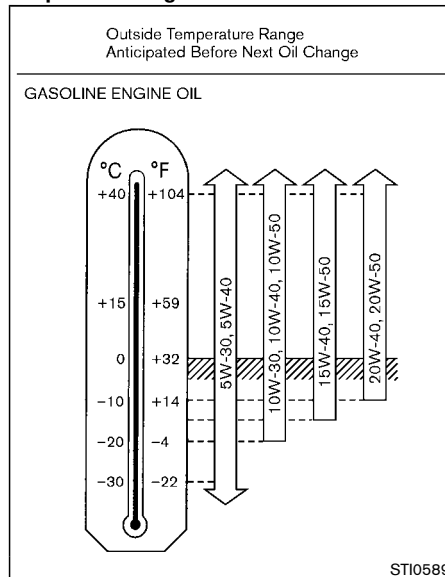 Outside Temperature Range
Anticipated Before Next Oil Change
GASOLINE ENGINE OIL
°C °F
+40 +104
+15 +59
0 +32
−10 +14
−20 −4
−30 −22
5W-30, 5W-40
10W-30, 10W-40, 10W-50
15W-40, 15W-50
20W-40, 20W-50
STI0589